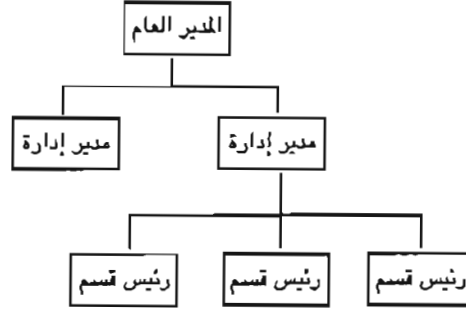 المدير العام
مدير إدارة
مدير إدارة
رئيس قسم
رئيس قسم
رئيس قسم